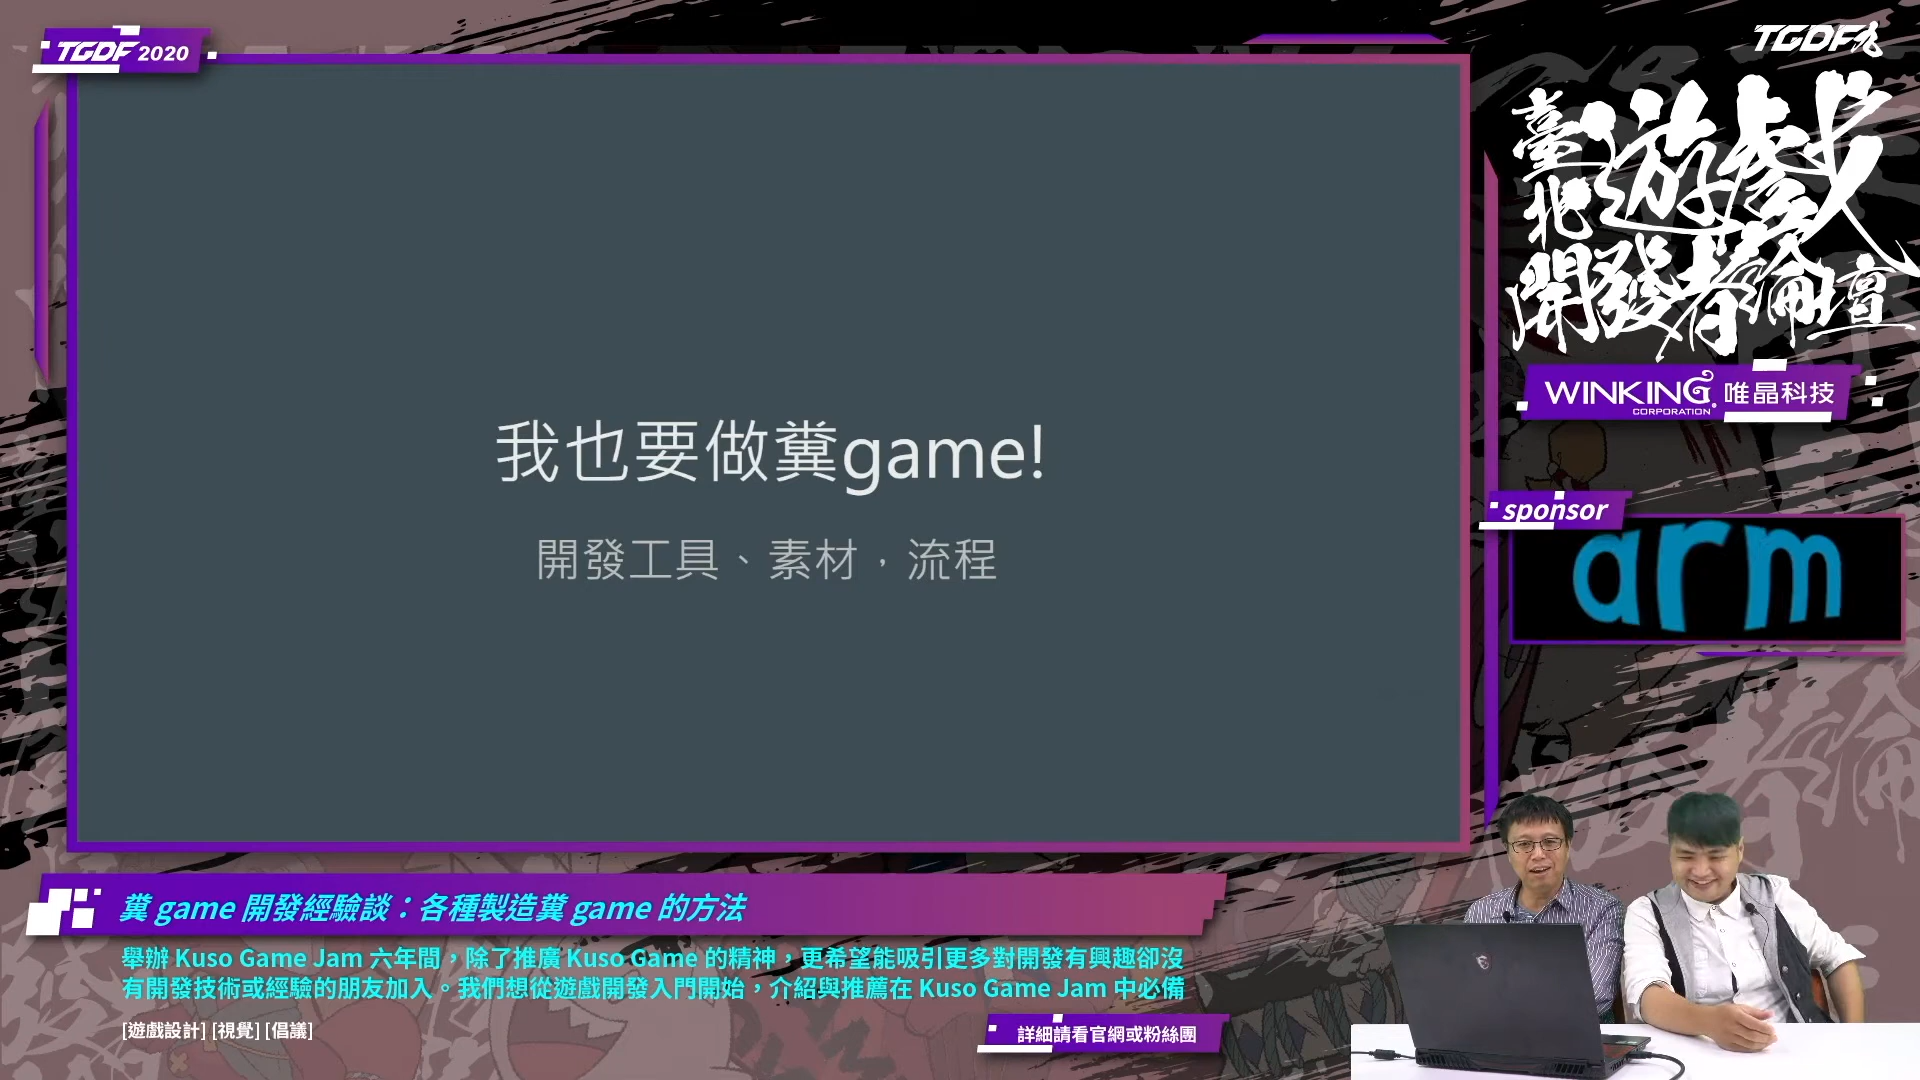 TGDF 2020
TGDF
臺北遊戲
開發者論壇
WINKING 唯晶科技
CORPORATION
我也要做糞game!
開發工具、素材，流程
sponsor
arm
糞 game 開發經驗談：各種製造糞 game 的方法
舉辦 Kuso Game Jam 六年間，除了推廣 Kuso Game 的精神，更希望能吸引更多對開發有興趣卻沒
有開發技術或經驗的朋友加入。我們想從遊戲開發入門開始，介紹與推薦在 Kuso Game Jam 中必備
[遊戲設計] [視覺] [倡議]
詳細請看官網或粉絲團